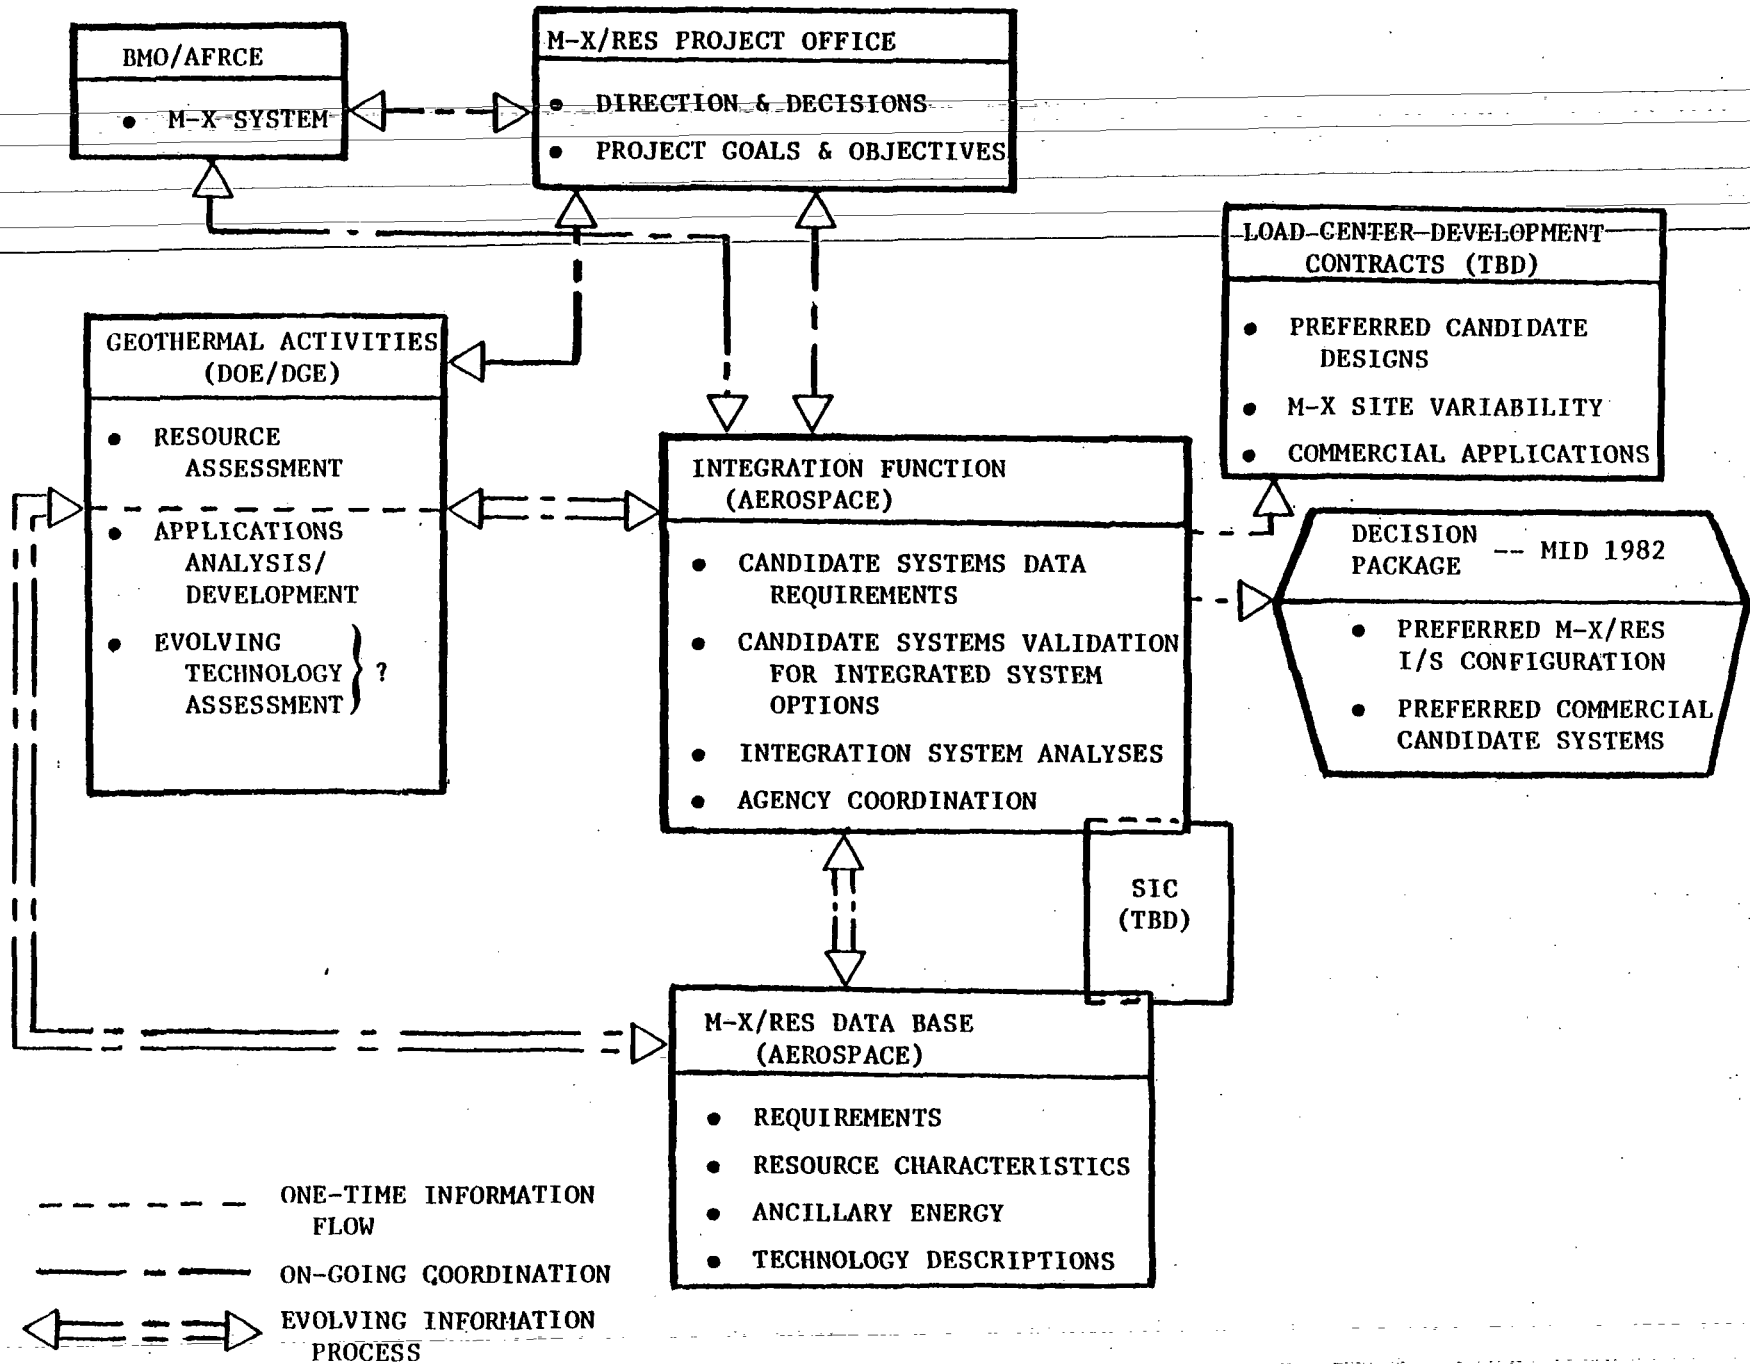 BMO/AFRCE
• M-X SYSTEM
M-X/RES PROJECT OFFICE
• DIRECTION & DECISIONS
• PROJECT GOALS & OBJECTIVES
LOAD CENTER DEVELOPMENT
CONTRACTS (TBD)
• PREFERRED CANDIDATE
DESIGNS
• M-X SITE VARIABILITY
• COMMERCIAL APPLICATIONS
GEOTHERMAL ACTIVITIES
(DOE/DGE)
• RESOURCE
ASSESSMENT
• APPLICATIONS
ANALYSIS/
DEVELOPMENT
• EVOLVING
TECHNOLOGY
ASSESSMENT
?
INTEGRATION FUNCTION
(AEROSPACE)
• CANDIDATE SYSTEMS DATA
REQUIREMENTS
• CANDIDATE SYSTEMS VALIDATION
FOR INTEGRATED SYSTEM
OPTIONS
• INTEGRATION SYSTEM ANALYSES
• AGENCY COORDINATION
DECISION
PACKAGE -- MID 1982
• PREFERRED M-X/RES
I/S CONFIGURATION
• PREFERRED COMMERCIAL
CANDIDATE SYSTEMS
SIC
(TBD)
M-X/RES DATA BASE
(AEROSPACE)
• REQUIREMENTS
• RESOURCE CHARACTERISTICS
• ANCILLARY ENERGY
• TECHNOLOGY DESCRIPTIONS
ONE-TIME INFORMATION
FLOW
ON-GOING COORDINATION
EVOLVING INFORMATION
PROCESS